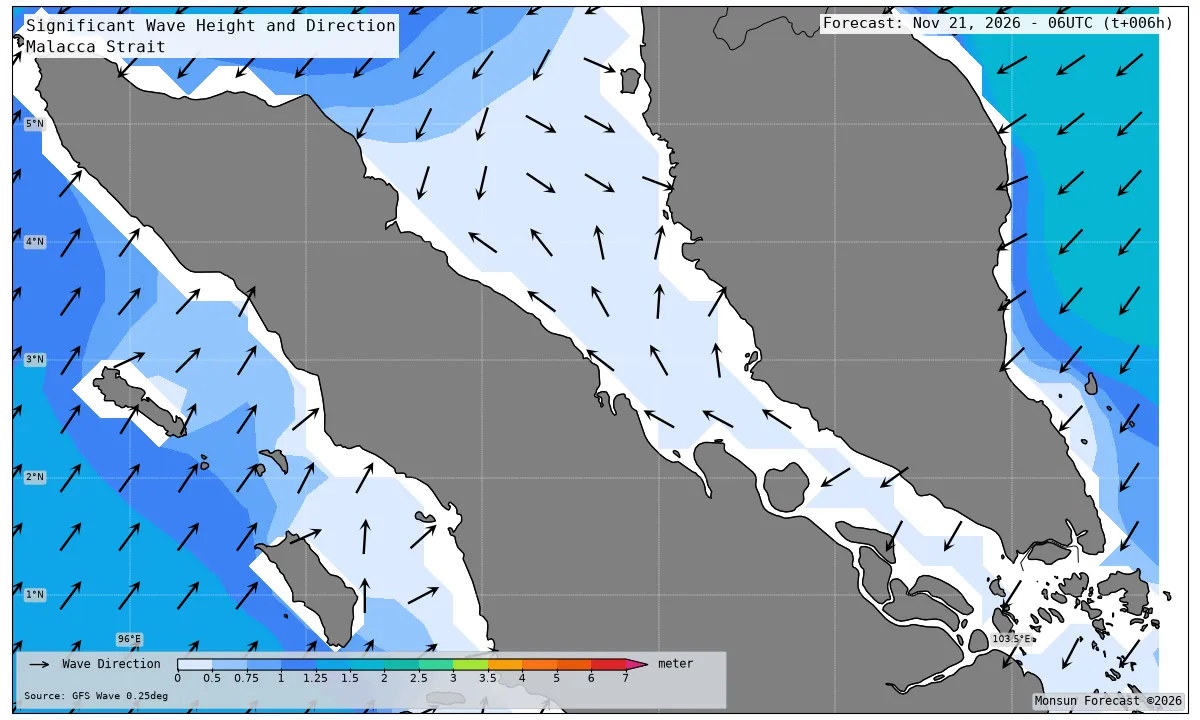 Significant Wave Height and Direction
Malacca Strait
Forecast: Nov 21, 2026 - 06UTC (t+006h)
5°N
4°N
3°N
2°N
1°N
96°E
103.5°E
Wave Direction
0 0.5 0.75 1 1.25 1.5 2 2.5 3 3.5 4 5 6 7
meter
Source: GFS Wave 0.25deg
Monsun Forecast ©2026